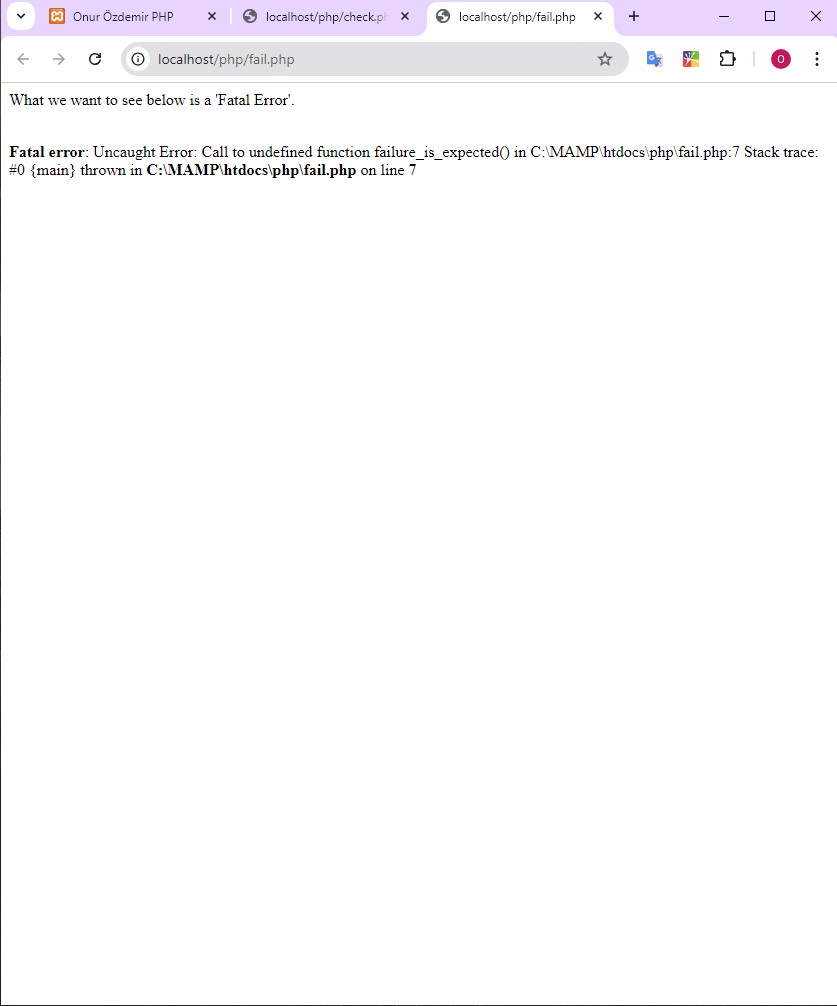 Onur Özdemir PHP
localhost/php/check.ph
localhost/php/fail.php
localhost/php/fail.php
O
What we want to see below is a 'Fatal Error'.
Fatal error: Uncaught Error: Call to undefined function failure_is_expected() in C:\MAMP\htdocs\php\fail.php:7 Stack trace:
#0 {main} thrown in C:\MAMP\htdocs\php\fail.php on line 7